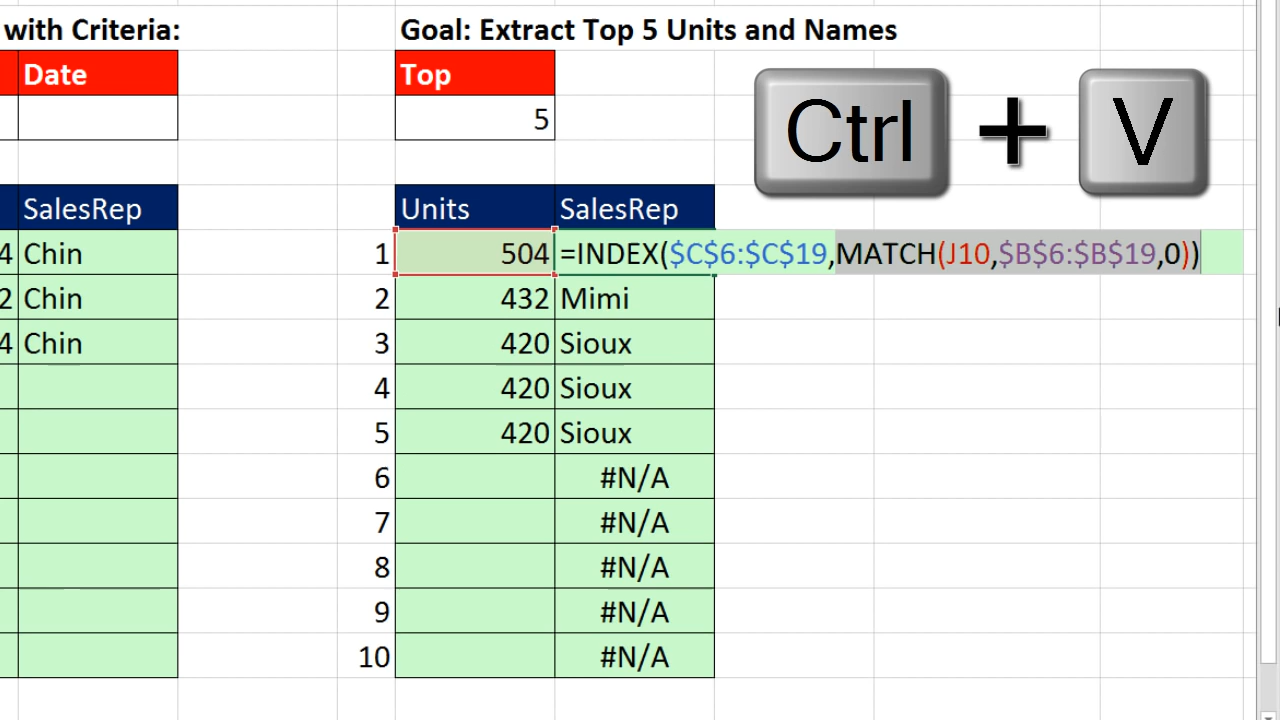 with Criteria: Goal: Extract Top 5 Units and Names
Date Top
5
Ctrl + V
SalesRep Units SalesRep
4 Chin 1 504 =INDEX($C$6:$C$19,MATCH(J10,$B$6:$B$19,0))
2 Chin 2 432 Mimi
4 Chin 3 420 Sioux
4 420 Sioux
5 420 Sioux
6 #N/A
7 #N/A
8 #N/A
9 #N/A
10 #N/A